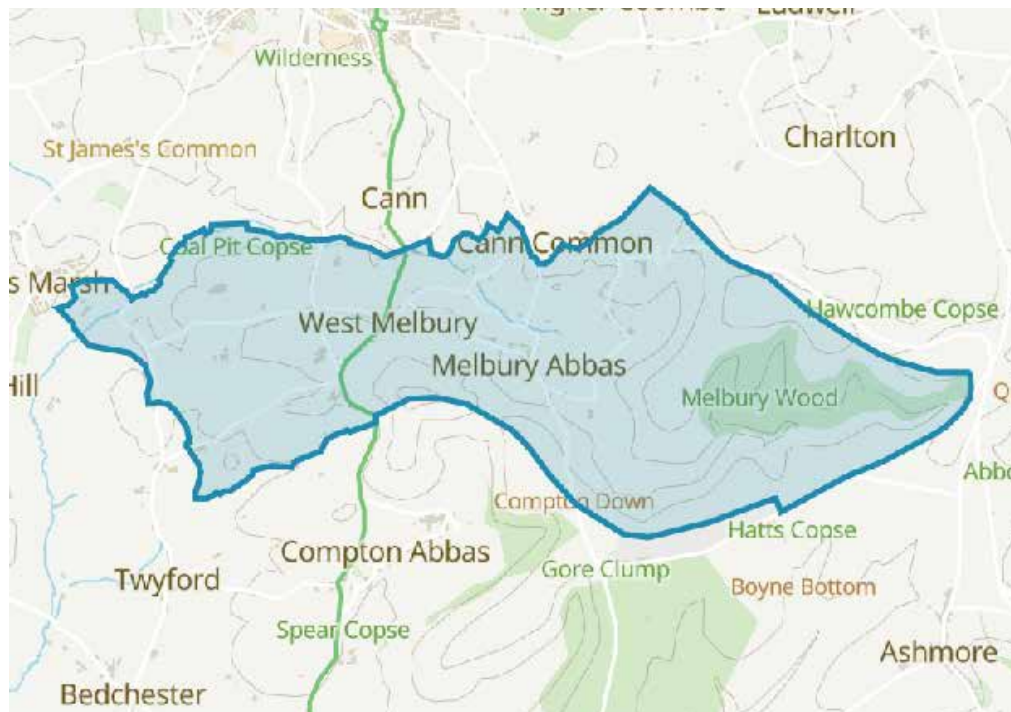 Wilderness
Charlton
St James's Common
Cann
Coal Pit Copse
Cann Common
s Marsh
Hawcombe Copse
West Melbury
Melbury Abbas
Hill
Melbury Wood
Q
Abbo
Compton Down
Hatts Copse
Compton Abbas
Gore Clump
Twyford
Boyne Bottom
Spear Copse
Ashmore
Bedchester